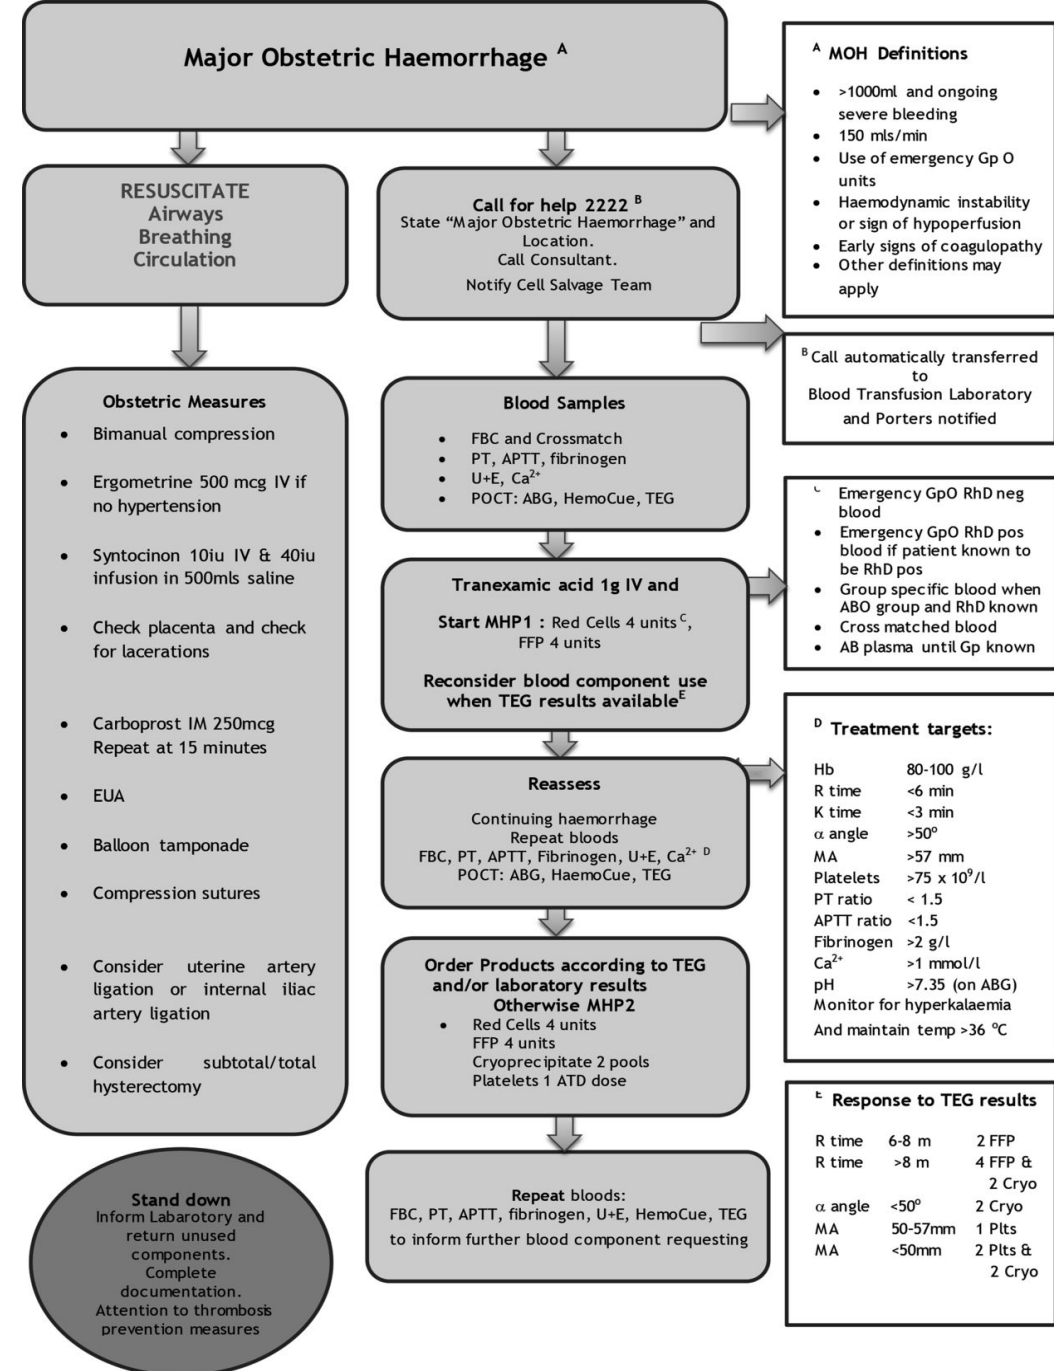 Major Obstetric Haemorrhage A
RESUSCITATE
Airways
Breathing
Circulation
Call for help 2222 B
State “Major Obstetric Haemorrhage” and
Location.
Call Consultant.
Notify Cell Salvage Team
A MOH Definitions
• >1000ml and ongoing
severe bleeding
• 150 mls/min
• Use of emergency Gp O
units
• Haemodynamic instability
or sign of hypoperfusion
• Early signs of coagulopathy
• Other definitions may
apply
B Call automatically transferred
to
Blood Transfusion Laboratory
and Porters notified
Obstetric Measures
• Bimanual compression
• Ergometrine 500 mcg IV if
no hypertension
• Syntocinon 10iu IV & 40iu
infusion in 500mls saline
• Check placenta and check
for lacerations
• Carboprost IM 250mcg
Repeat at 15 minutes
• EUA
• Balloon tamponade
• Compression sutures
• Consider uterine artery
ligation or internal iliac
artery ligation
• Consider subtotal/total
hysterectomy
Blood Samples
• FBC and Crossmatch
• PT, APTT, fibrinogen
• U+E, Ca2+
• POCT: ABG, HemoCue, TEG
Tranexamic acid 1g IV and
Start MHP1 : Red Cells 4 units C,
FFP 4 units
Reconsider blood component use
when TEG results availableE
C Emergency GpO RhD neg
blood
• Emergency GpO RhD pos
blood if patient known to
be RhD pos
• Group specific blood when
ABO group and RhD known
• Cross matched blood
• AB plasma until Gp known
Reassess
Continuing haemorrhage
Repeat bloods
FBC, PT, APTT, Fibrinogen, U+E, Ca2+ D
POCT: ABG, HaemoCue, TEG
D Treatment targets:
Hb 80-100 g/l
R time <6 min
K time <3 min
α angle >50o
MA >57 mm
Platelets >75 x 109/l
PT ratio < 1.5
APTT ratio <1.5
Fibrinogen >2 g/l
Ca2+ >1 mmol/l
pH >7.35 (on ABG)
Monitor for hyperkalaemia
And maintain temp >36 oC
Order Products according to TEG
and/or laboratory results
Otherwise MHP2
• Red Cells 4 units
FFP 4 units
Cryoprecipitate 2 pools
Platelets 1 ATD dose
Repeat bloods:
FBC, PT, APTT, fibrinogen, U+E, HemoCue, TEG
to inform further blood component requesting
E Response to TEG results
R time 6-8 m 2 FFP
R time >8 m 4 FFP &
2 Cryo
α angle <50o 2 Cryo
MA 50-57mm 1 Plts
MA <50mm 2 Plts &
2 Cryo
Stand down
Inform Labarotory and
return unused
components.
Complete
documentation.
Attention to thrombosis
prevention measures